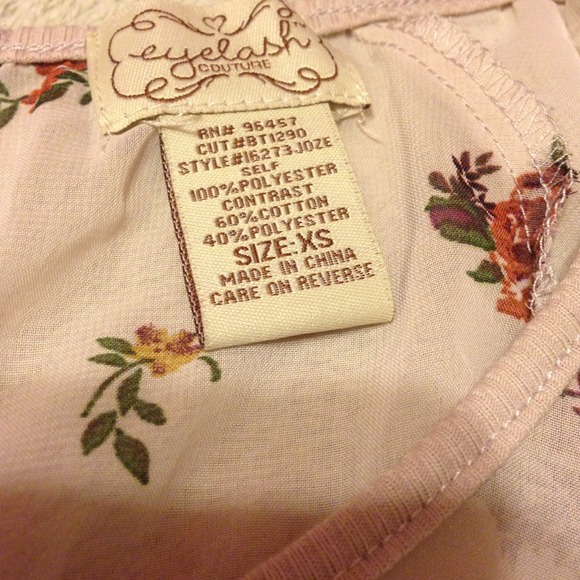 eyelash
COUTURE
RN# 96457
CUT#BT1290
STYLE#16273JOZE
SELF
100%POLYESTER
CONTRAST
60%COTTON
40%POLYESTER
SIZE:XS
MADE IN CHINA
CARE ON REVERSE